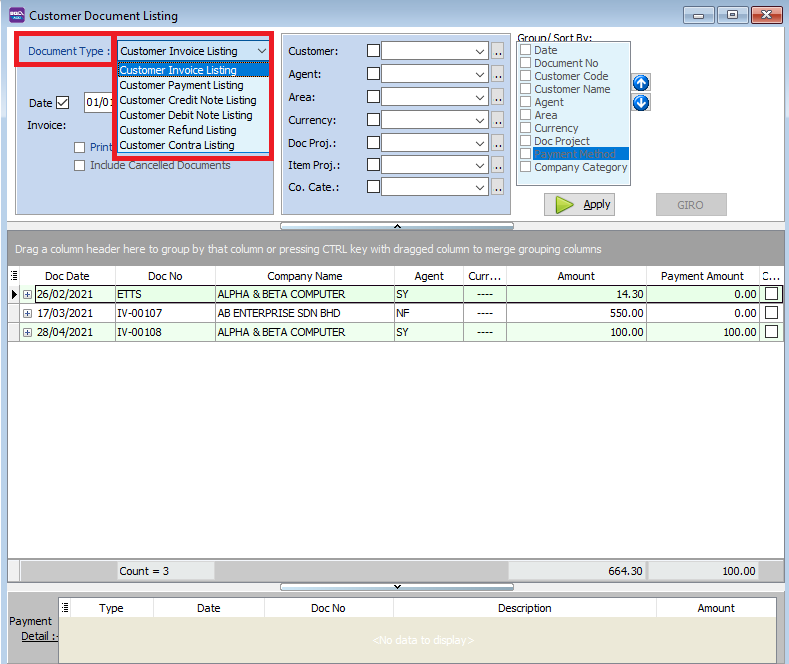 Customer Document Listing
Document Type : Customer Invoice Listing
Customer Invoice Listing
Customer Payment Listing
Customer Credit Note Listing
Customer Debit Note Listing
Customer Refund Listing
Customer Contra Listing
Date 01/01
Invoice:
Print
Include Cancelled Documents
Customer:
Agent:
Area:
Currency:
Doc Proj.:
Item Proj.:
Co. Cate.:
Group/ Sort By:
Date
Document No
Customer Code
Customer Name
Agent
Area
Currency
Doc Project
Payment Method
Company Category
Apply GIRO
Drag a column header here to group by that column or pressing CTRL key with dragged column to merge grouping columns
Doc Date Doc No Company Name Agent Curr... Amount Payment Amount C...
26/02/2021 ETTS ALPHA & BETA COMPUTER SY ---- 14.30 0.00
17/03/2021 IV-00107 AB ENTERPRISE SDN BHD NF ---- 550.00 0.00
28/04/2021 IV-00108 ALPHA & BETA COMPUTER SY ---- 100.00 100.00
Count = 3 664.30 100.00
Payment
Detail :-
Type Date Doc No Description Amount
<No data to display>